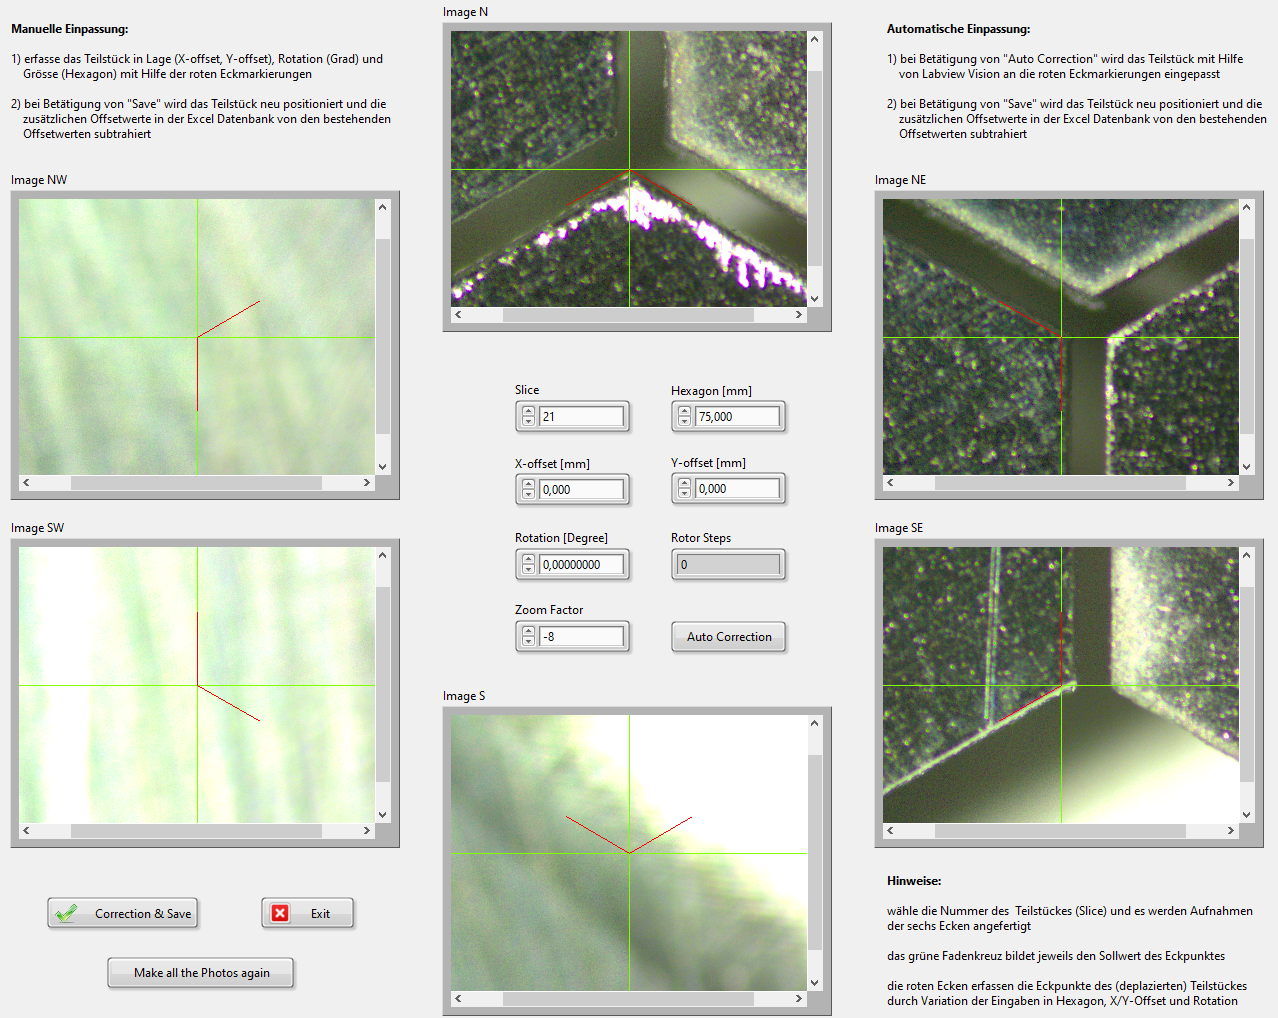 Manuelle Einpassung:
1) erfasse das Teilstück in Lage (X-offset, Y-offset), Rotation (Grad) und
Grösse (Hexagon) mit Hilfe der roten Eckmarkierungen
2) bei Betätigung von "Save" wird das Teilstück neu positioniert und die
zusätzlichen Offsetwerte in der Excel Datenbank von den bestehenden
Offsetwerten subtrahiert
Image N
Automatische Einpassung:
1) bei Betätigung von "Auto Correction" wird das Teilstück mit Hilfe
von Labview Vision an die roten Eckmarkierungen eingepasst
2) bei Betätigung von "Save" wird das Teilstück neu positioniert und die
zusätzlichen Offsetwerte in der Excel Datenbank von den bestehenden
Offsetwerten subtrahiert
Image NW
Image NE
Slice
21
Hexagon [mm]
75,000
X-offset [mm]
0,000
Y-offset [mm]
0,000
Rotation [Degree]
0,00000000
Rotor Steps
0
Zoom Factor
-8
Auto Correction
Image SW
Image SE
Image S
Correction & Save
Exit
Make all the Photos again
Hinweise:
wähle die Nummer des Teilstückes (Slice) und es werden Aufnahmen
der sechs Ecken angefertigt
das grüne Fadenkreuz bildet jeweils den Sollwert des Eckpunktes
die roten Ecken erfassen die Eckpunkte des (deplazierten) Teilstückes
durch Variation der Eingaben in Hexagon, X/Y-Offset und Rotation